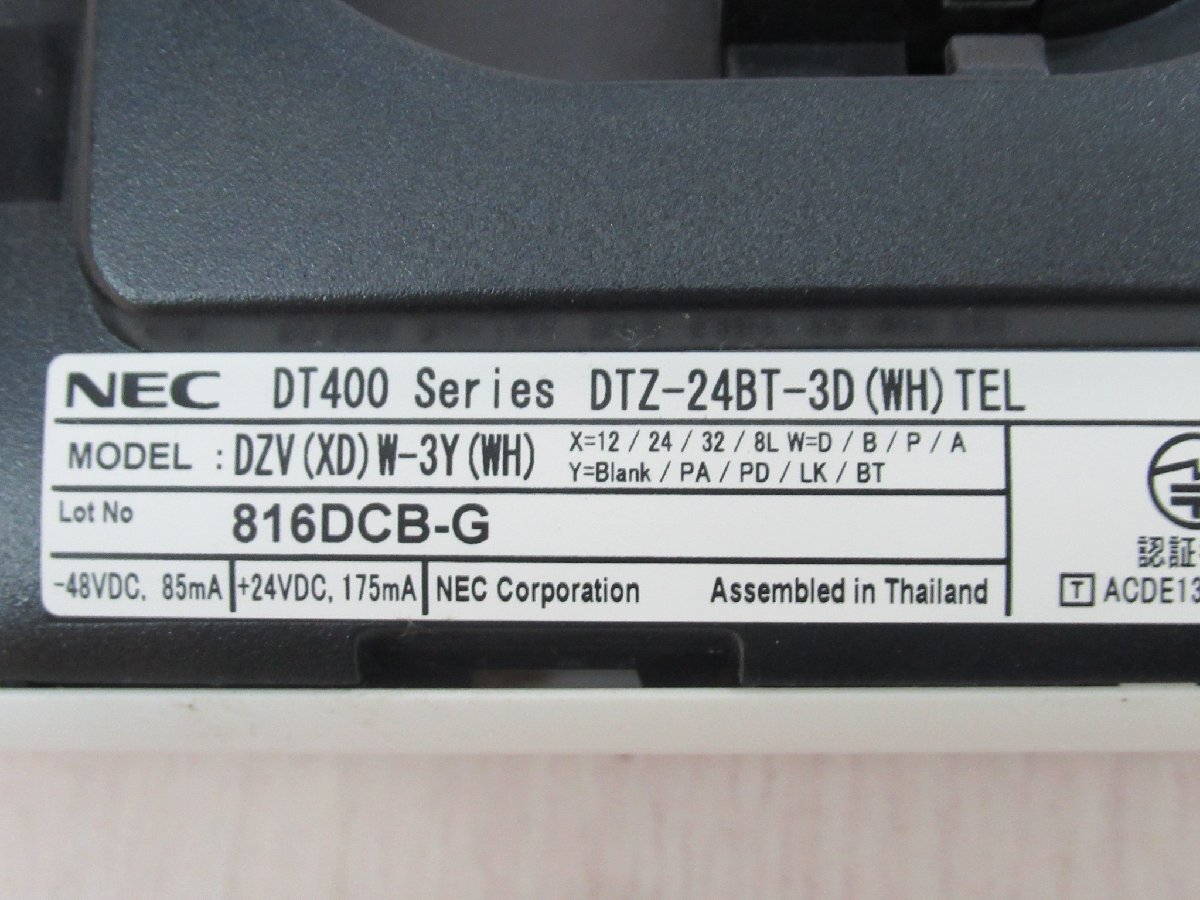 NEC DT400 Series DTZ-24BT-3D(WH)TEL
MODEL : DZV(XD)W-3Y(WH) X=12 / 24 / 32 / 8L W=D / B / P / A
Y=Blank / PA / PD / LK / BT
Lot No 816DCB-G
認証
-48VDC, 85mA +24VDC, 175mA NEC Corporation Assembled in Thailand T ACDE13